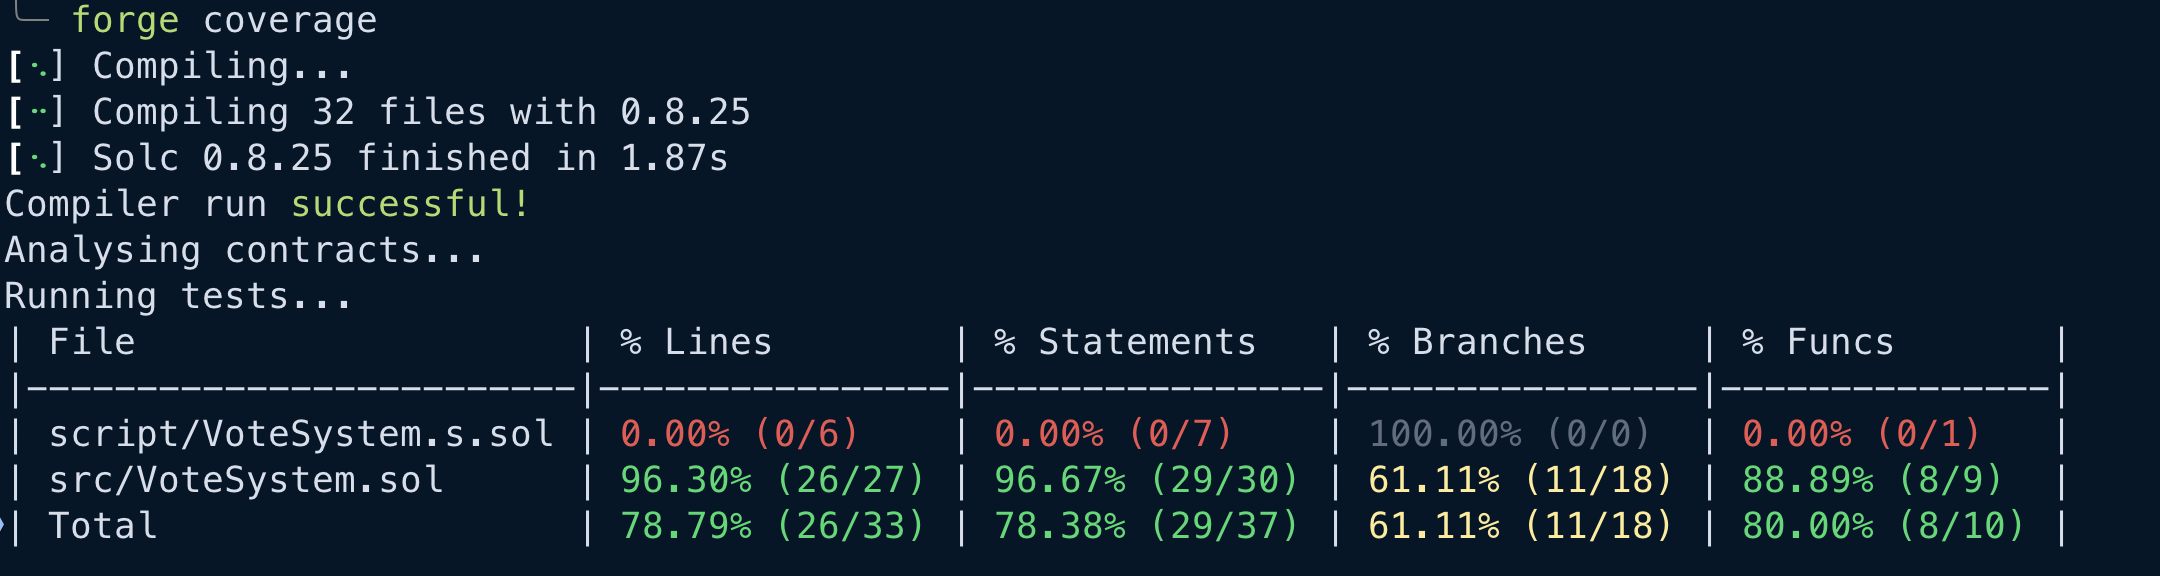 forge coverage
[⠢] Compiling...
[⠒] Compiling 32 files with 0.8.25
[⠢] Solc 0.8.25 finished in 1.87s
Compiler run successful!
Analysing contracts...
Running tests...
| File                    | % Lines        | % Statements   | % Branches     | % Funcs       |
|-------------------------|----------------|----------------|----------------|---------------|
| script/VoteSystem.s.sol | 0.00% (0/6)    | 0.00% (0/7)    | 100.00% (0/0)  | 0.00% (0/1)   |
| src/VoteSystem.sol      | 96.30% (26/27) | 96.67% (29/30) | 61.11% (11/18) | 88.89% (8/9)  |
| Total                   | 78.79% (26/33) | 78.38% (29/37) | 61.11% (11/18) | 80.00% (8/10) |